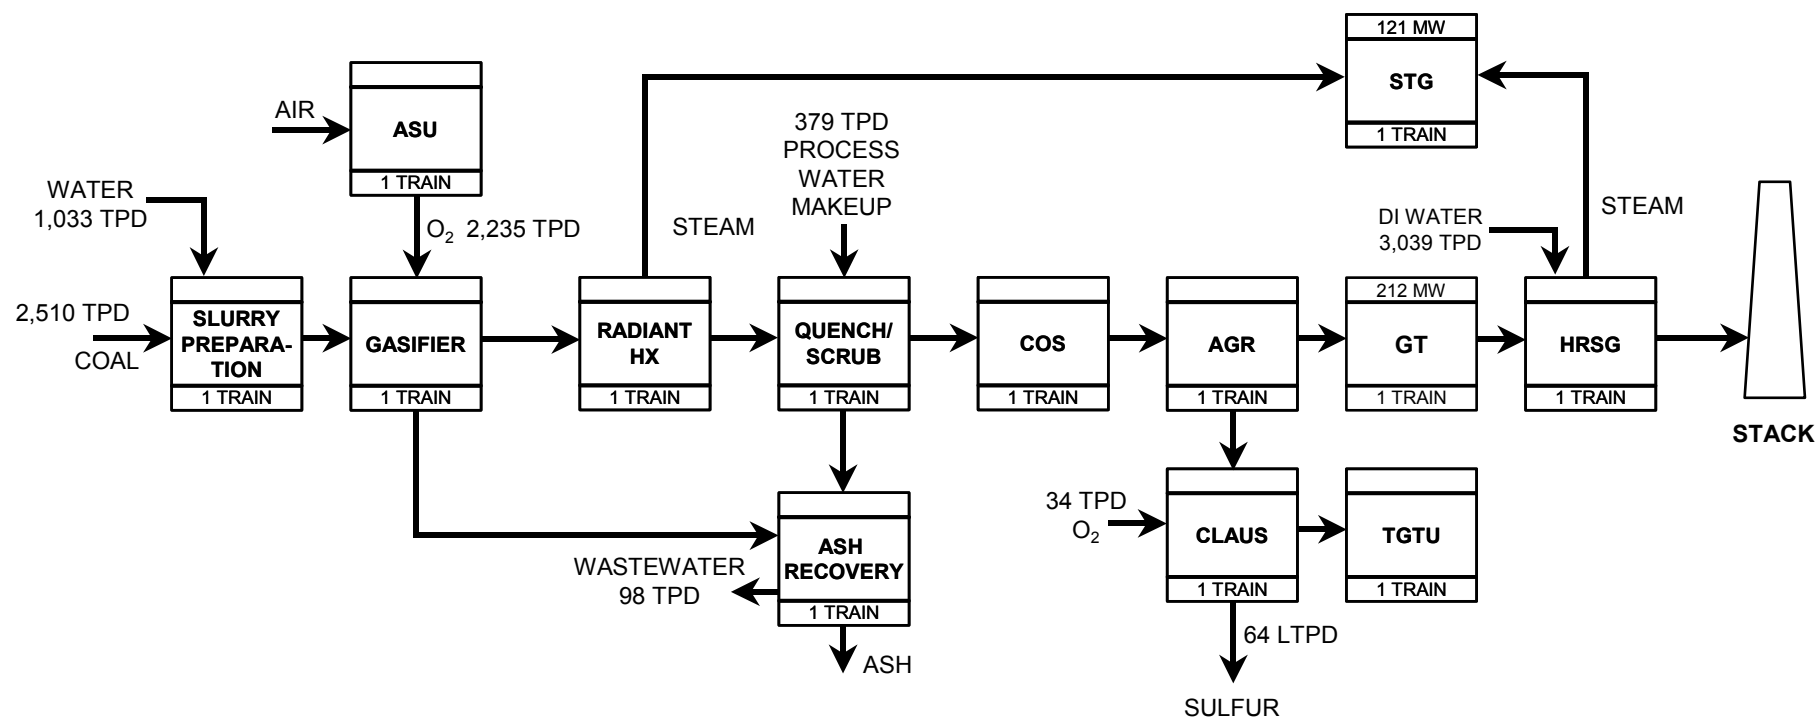 121 MW
STG
1 TRAIN
AIR
ASU
1 TRAIN
379 TPD
PROCESS
WATER
MAKEUP
WATER
1,033 TPD
O₂ 2,235 TPD
STEAM
DI WATER
3,039 TPD
STEAM
2,510 TPD
COAL
SLURRY
PREPARA-
TION
1 TRAIN
GASIFIER
1 TRAIN
RADIANT
HX
1 TRAIN
QUENCH/
SCRUB
1 TRAIN
COS
1 TRAIN
AGR
1 TRAIN
212 MW
GT
1 TRAIN
HRSG
1 TRAIN
STACK
WASTEWATER
98 TPD
ASH
RECOVERY
1 TRAIN
ASH
34 TPD
O₂
CLAUS
1 TRAIN
TGTU
1 TRAIN
64 LTPD
SULFUR